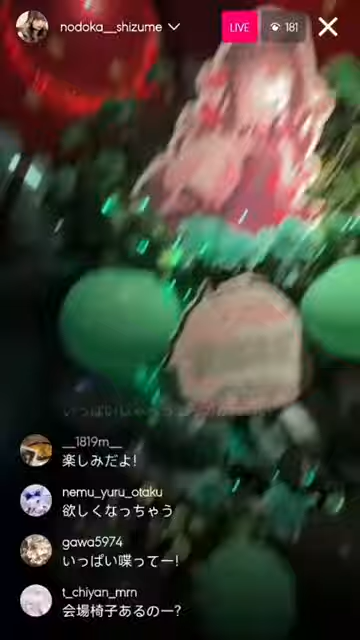 nodoka__shizume
LIVE
181
__1819m__
楽しみだよ!
nemu_yuru_otaku
欲しくなっちゃう
gawa5974
いっぱい喋ってー!
t_chiyan_mrn
会場椅子あるのー?